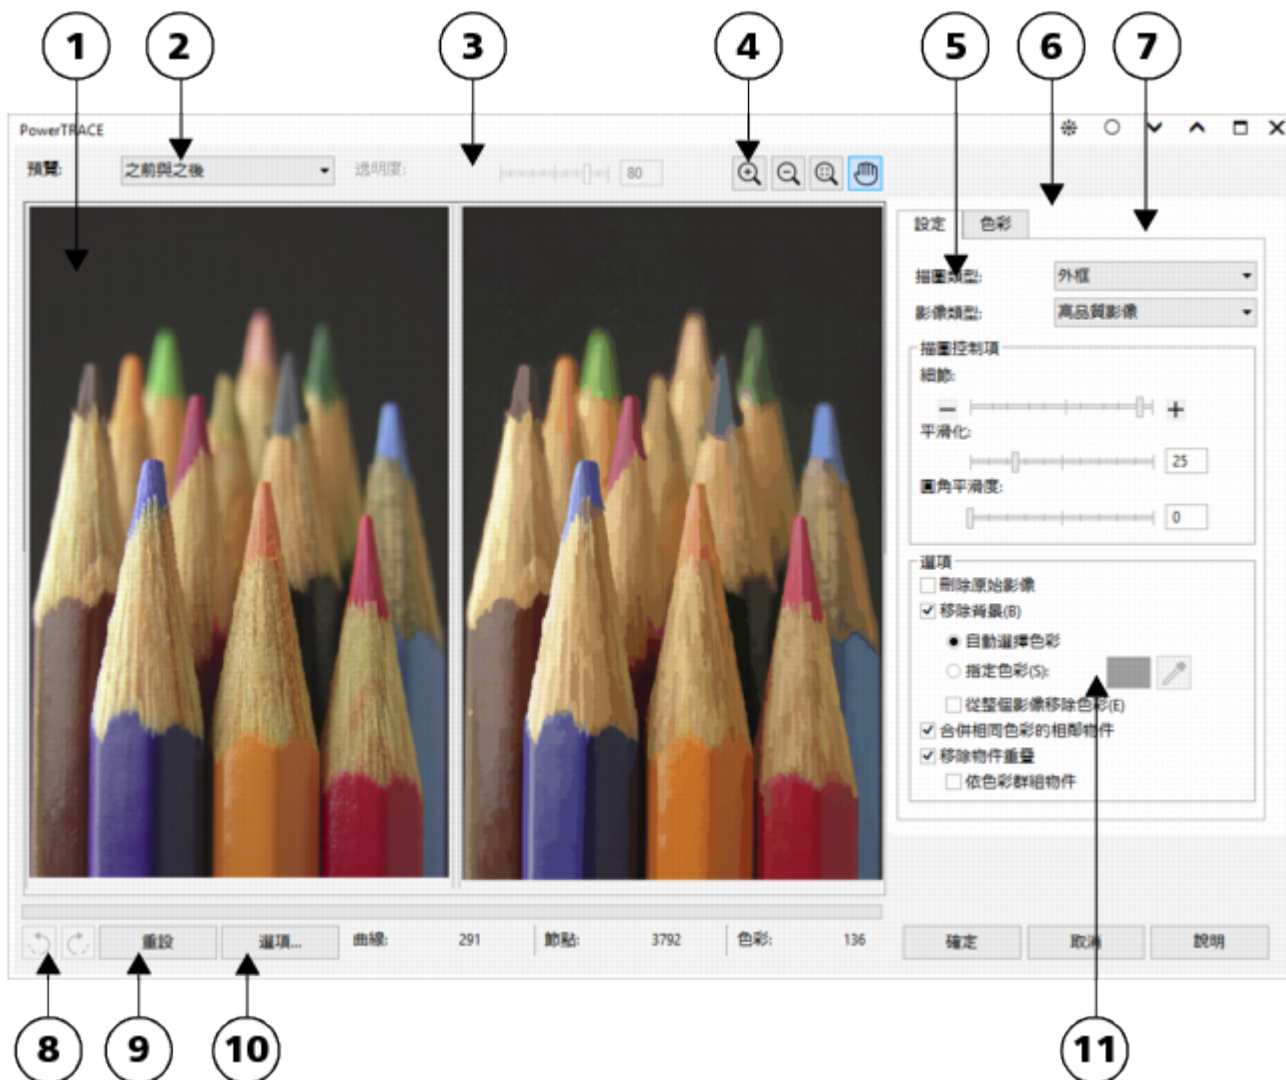 1 2 3 4 5 6 7
PowerTRACE
預覽: 之前與之後 透明度: 80
設定 色彩
描圖類型: 外框
影像類型: 高品質影像
描圖控制項
細節:
平滑化:
25
圓角平滑度:
0
選項
刪除原始影像
移除背景(B)
自動選擇色彩
指定色彩(S):
從整個影像移除色彩(E)
合併相同色彩的相鄰物件
移除物件重疊
依色彩群組物件
重設 選項... 曲線: 291 節點: 3792 色彩: 136 確定 取消 說明
8 9 10 11